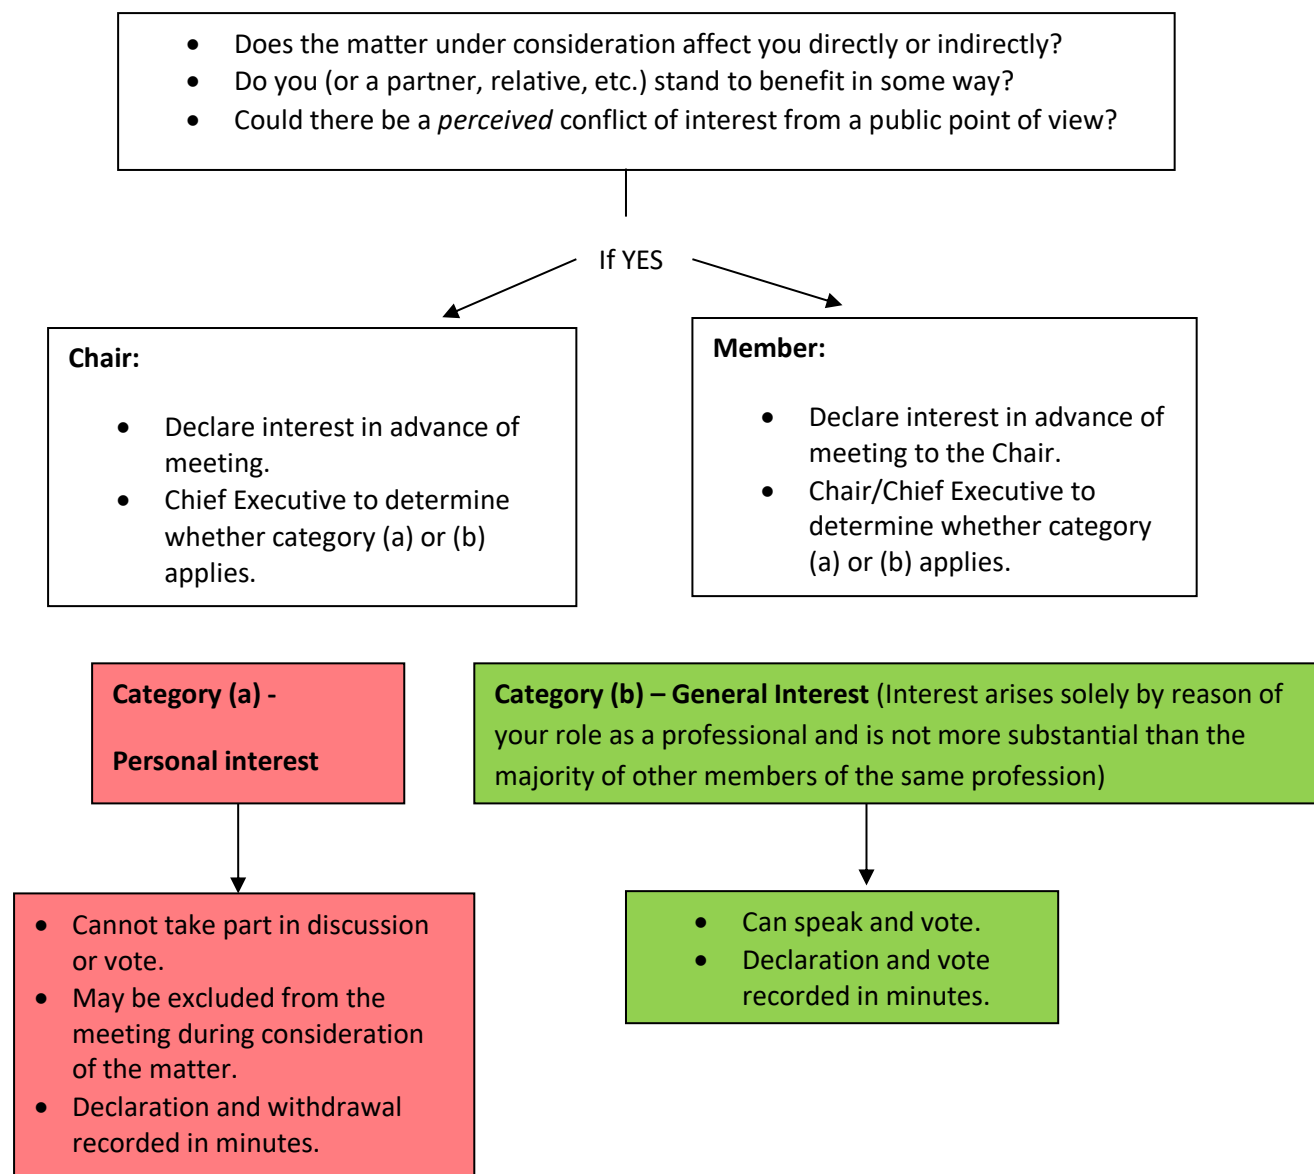 • Does the matter under consideration affect you directly or indirectly?
• Do you (or a partner, relative, etc.) stand to benefit in some way?
• Could there be a perceived conflict of interest from a public point of view?
If YES
Chair:
• Declare interest in advance of
meeting.
• Chief Executive to determine
whether category (a) or (b)
applies.
Member:
• Declare interest in advance of
meeting to the Chair.
• Chair/Chief Executive to
determine whether category
(a) or (b) applies.
Category (a) -
Personal interest
Category (b) – General Interest (Interest arises solely by reason of
your role as a professional and is not more substantial than the
majority of other members of the same profession)
• Cannot take part in discussion
or vote.
• May be excluded from the
meeting during consideration
of the matter.
• Declaration and withdrawal
recorded in minutes.
• Can speak and vote.
• Declaration and vote
recorded in minutes.